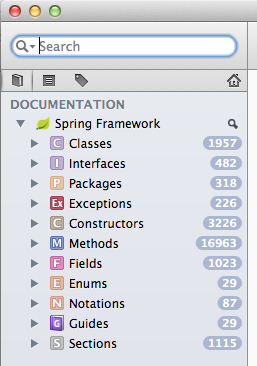 Search
DOCUMENTATION
Spring Framework
C Classes 1957
I Interfaces 482
P Packages 318
Ex Exceptions 226
C Constructors 3226
M Methods 16963
F Fields 1023
E Enums 29
N Notations 87
G Guides 29
S Sections 1115